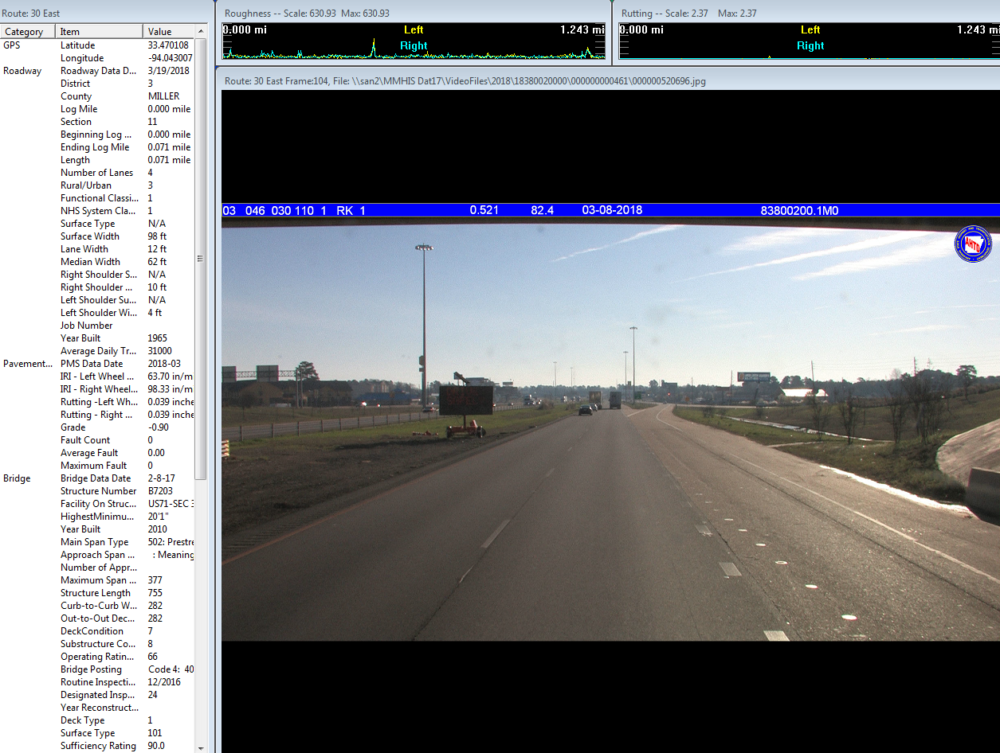 Route: 30 East
Category Item Value
GPS Latitude 33.470108
Longitude -94.043007
Roadway Roadway Data D... 3/19/2018
District 3
County MILLER
Log Mile 0.000 mile
Section 11
Beginning Log ... 0.000 mile
Ending Log Mile 0.071 mile
Length 0.071 mile
Number of Lanes 4
Rural/Urban 3
Functional Classi... 1
NHS System Cla... 1
Surface Type N/A
Surface Width 98 ft
Lane Width 12 ft
Median Width 62 ft
Right Shoulder S... N/A
Right Shoulder ... 10 ft
Left Shoulder Su... N/A
Left Shoulder Wi... 4 ft
Job Number
Year Built 1965
Average Daily Tr... 31000
Pavement... PMS Data Date 2018-03
IRI - Left Wheel ... 63.70 in/m
IRI - Right Wheel... 98.33 in/m
Rutting -Left Wh... 0.039 inche
Rutting - Right ... 0.039 inche
Grade -0.90
Fault Count 0
Average Fault 0.00
Maximum Fault 0
Bridge Bridge Data Date 2-8-17
Structure Number B7203
Facility On Struc... US71-SEC 3
HighestMinimu... 20'1"
Year Built 2010
Main Span Type 502: Prestre
Approach Span ... : Meaning
Number of Appr...
Maximum Span ... 377
Structure Length 755
Curb-to-Curb W... 282
Out-to-Out Dec... 282
DeckCondition 7
Substructure Co... 8
Operating Ratin... 66
Bridge Posting Code 4: 40
Routine Inspecti... 12/2016
Designated Insp... 24
Year Reconstruct...
Deck Type 1
Surface Type 101
Sufficiency Rating 90.0
Roughness -- Scale: 630.93 Max: 630.93
0.000 mi Left 1.243 mi
Right
Rutting -- Scale: 2.37 Max: 2.37
0.000 mi Left 1.243 mi
Right
Route: 30 East Frame:104, File: \\san2\MMHIS Dat17\VideoFiles\2018\18380020000\000000000461\000000520696.jpg
03 046 030 110 1 RK 1 0.521 82.4 03-08-2018 83800200.1M0
AHTD